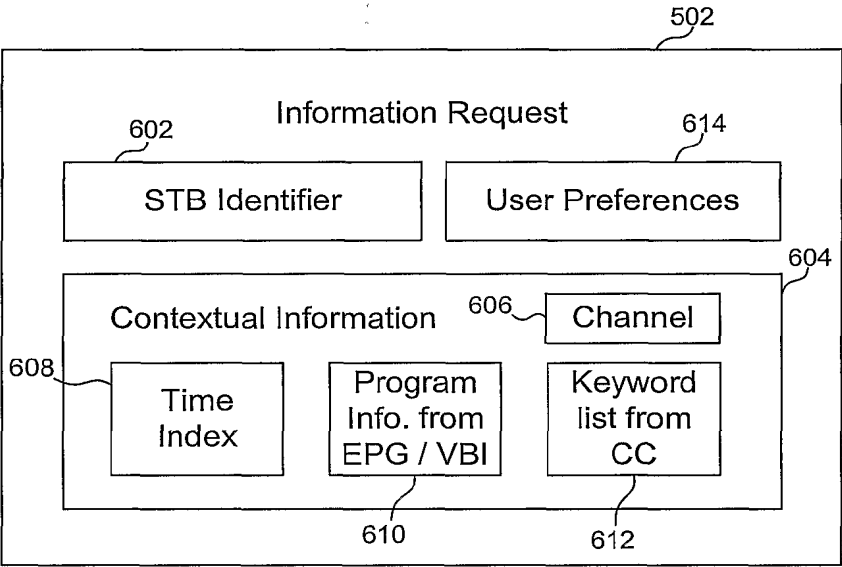 502
Information Request
602
614
STB Identifier
User Preferences
604
Contextual Information
606
Channel
608
Time
Index
Program
Info. from
EPG / VBI
Keyword
list from
CC
610
612